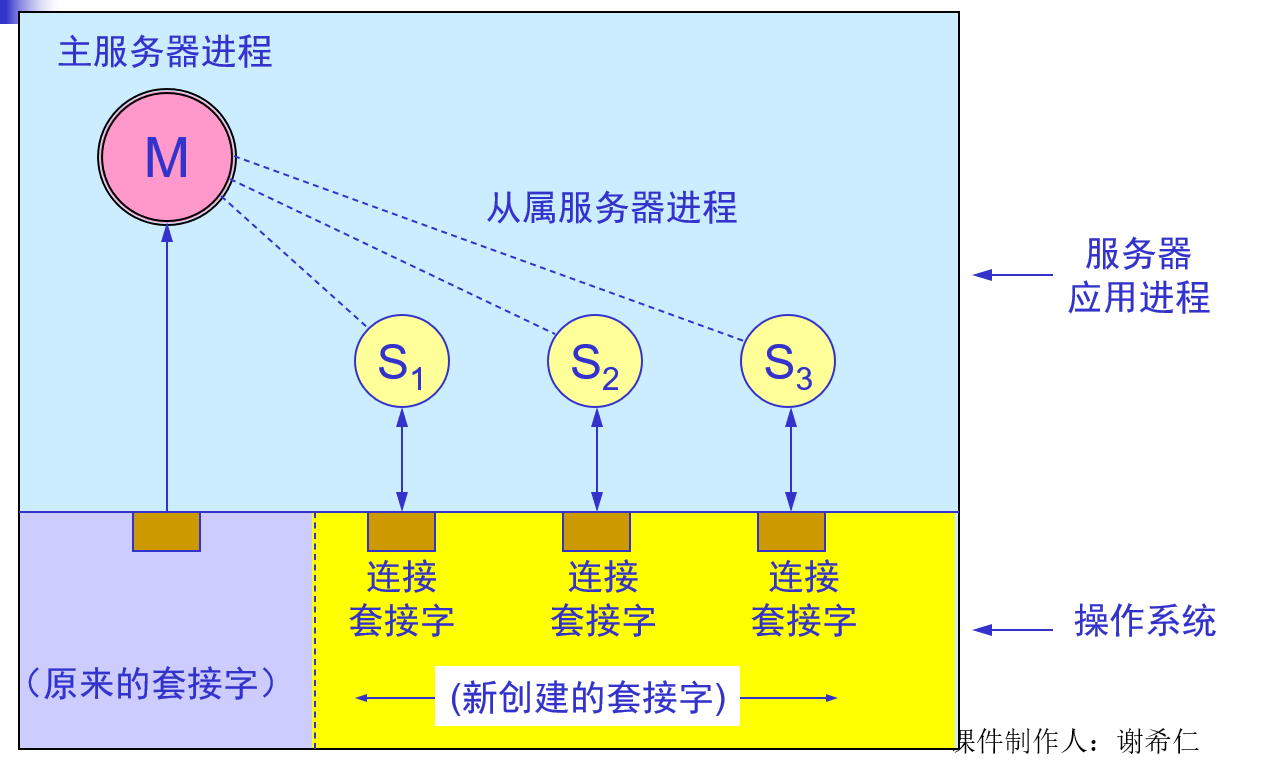 主服务器进程
M
从属服务器进程
服务器
应用进程
S1 S2 S3
连接 连接 连接
套接字 套接字 套接字
操作系统
（原来的套接字）
(新创建的套接字)
课件制作人：谢希仁